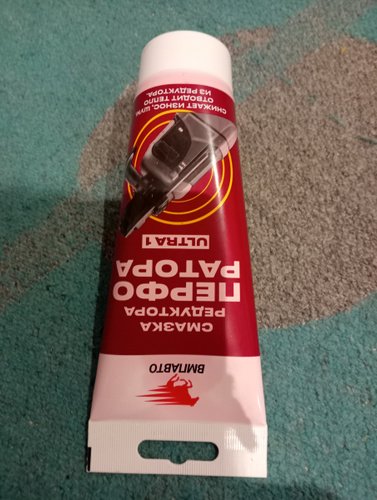 ВМПАВТО
СМАЗКА
РЕДУКТОРА
ПЕРФО
РАТОРА
ULTRA 1
СНИЖАЕТ ИЗНОС, ШУМ,
ОТВОДИТ ТЕПЛО
ИЗ РЕДУКТОРА.